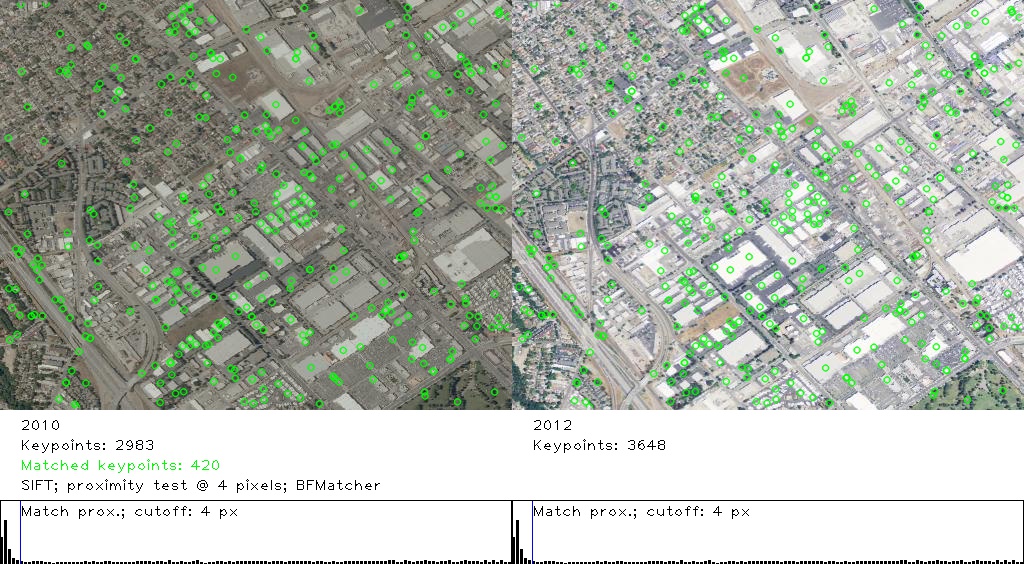 2010
Keypoints: 2983
Matched keypoints: 420
SIFT; proximity test @ 4 pixels; BFMatcher
Match prox.; cutoff: 4 px
2012
Keypoints: 3648
Match prox.; cutoff: 4 px